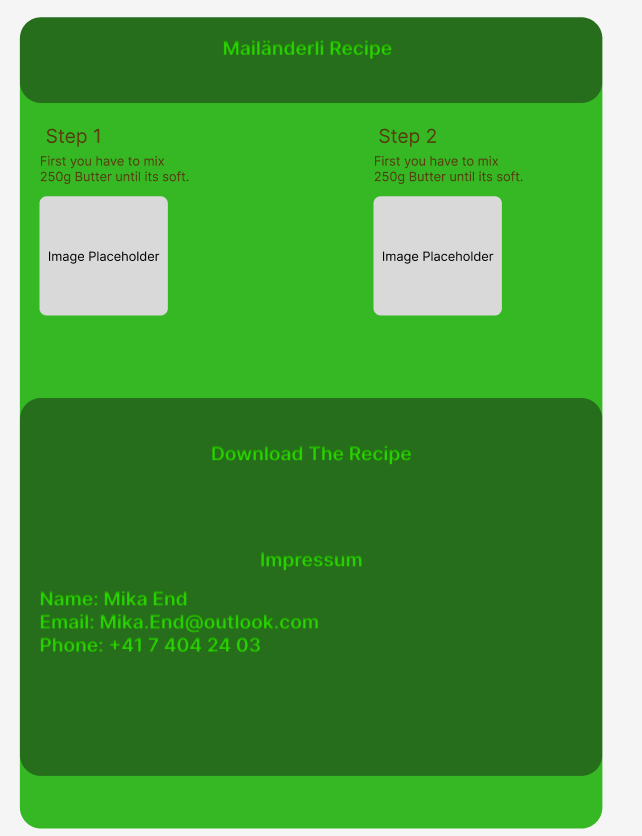 Mailänderli Recipe
Step 1
First you have to mix
250g Butter until its soft.
Image Placeholder
Step 2
First you have to mix
250g Butter until its soft.
Image Placeholder
Download The Recipe
Impressum
Name: Mika End
Email: Mika.End@outlook.com
Phone: +41 7 404 24 03